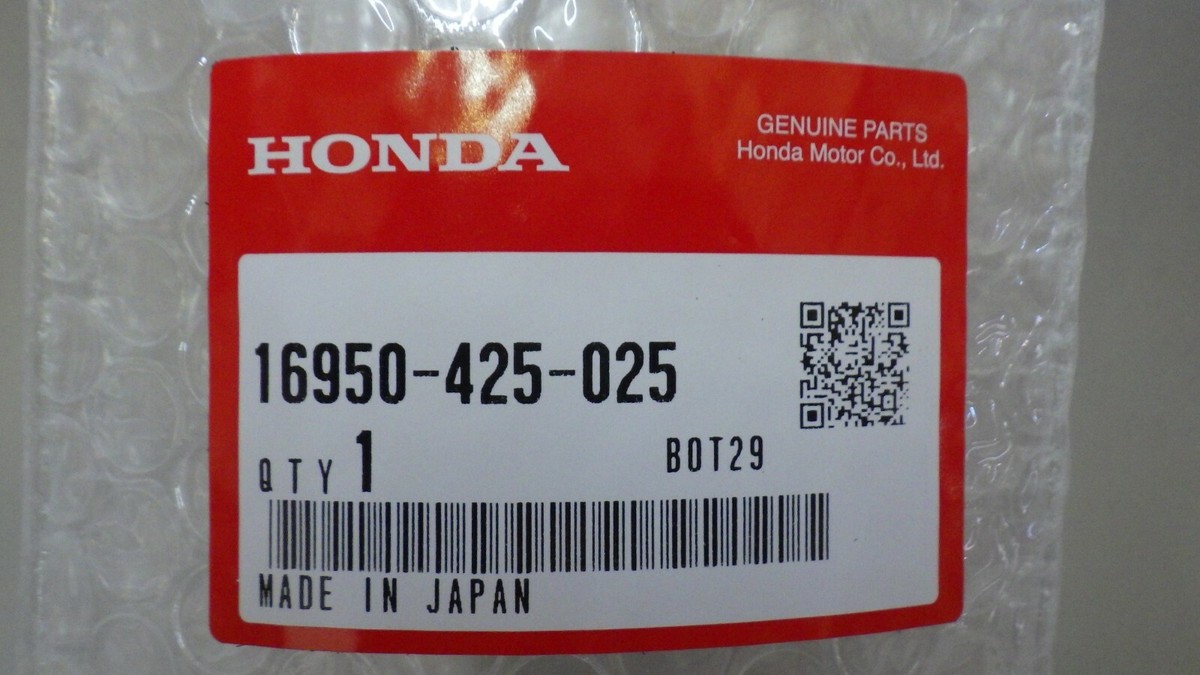 HONDA
GENUINE PARTS
Honda Motor Co., Ltd.
16950-425-025
QTY 1
BOT29
MADE IN JAPAN